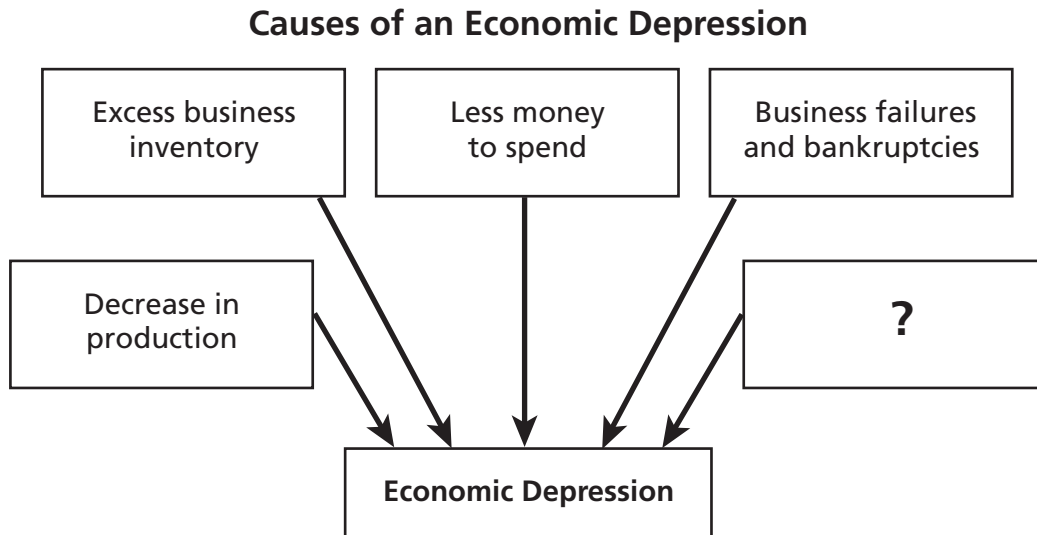 Causes of an Economic Depression
Excess business
inventory
Less money
to spend
Business failures
and bankruptcies
Decrease in
production
?
Economic Depression